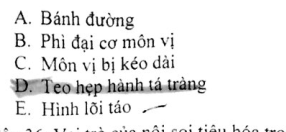 A. Bánh đường
B. Phì đại cơ môn vị
C. Môn vị bị kéo dài
D. Teo hẹp hành tá tràng
E. Hình lõi táo